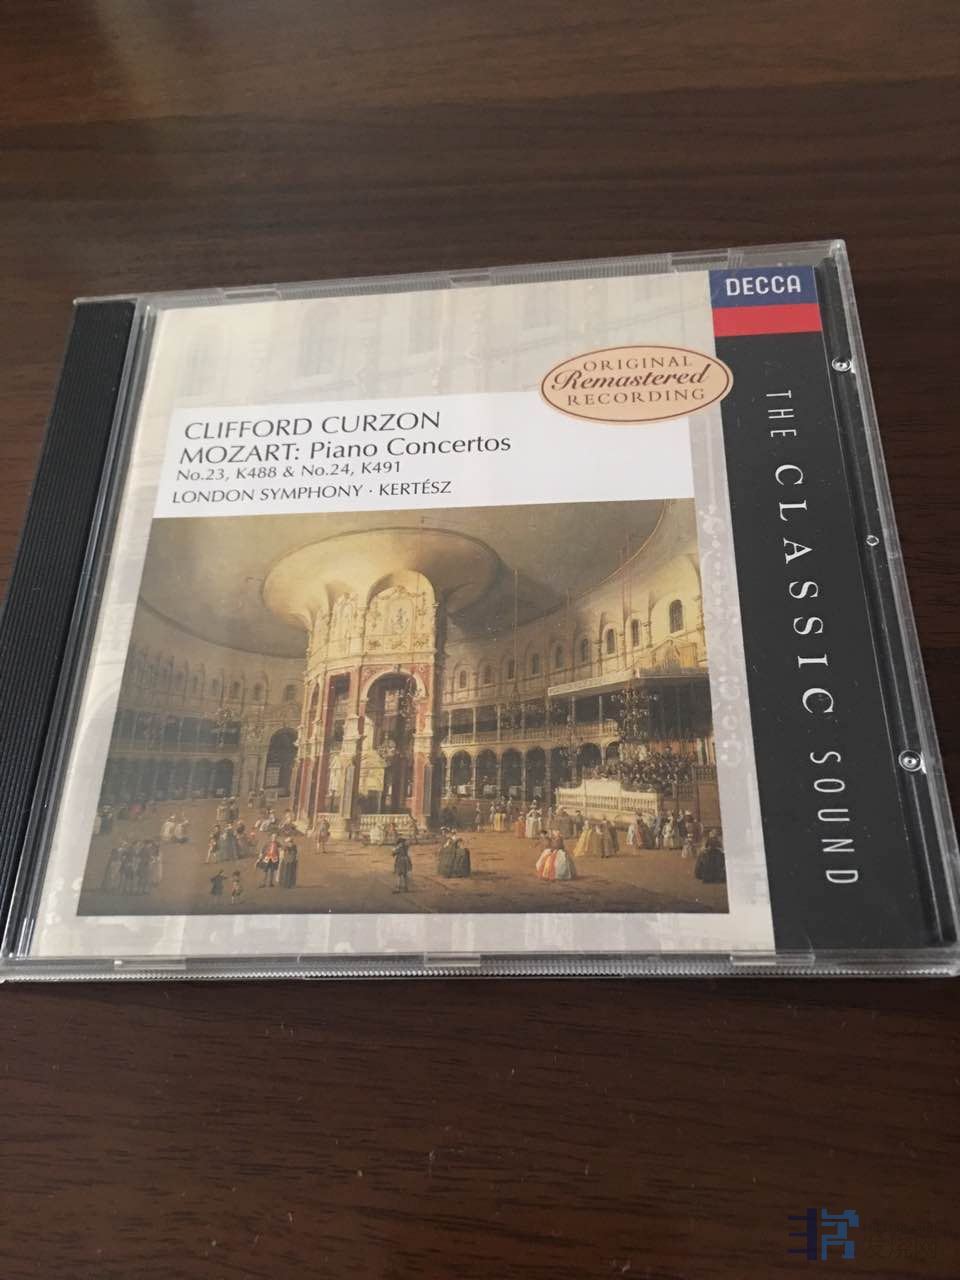 DECCA
ORIGINAL
Remastered
RECORDING
CLIFFORD CURZON
MOZART: Piano Concertos
No.23, K488 & No.24, K491
LONDON SYMPHONY · KERTÉSZ
THE CLASSIC SOUND